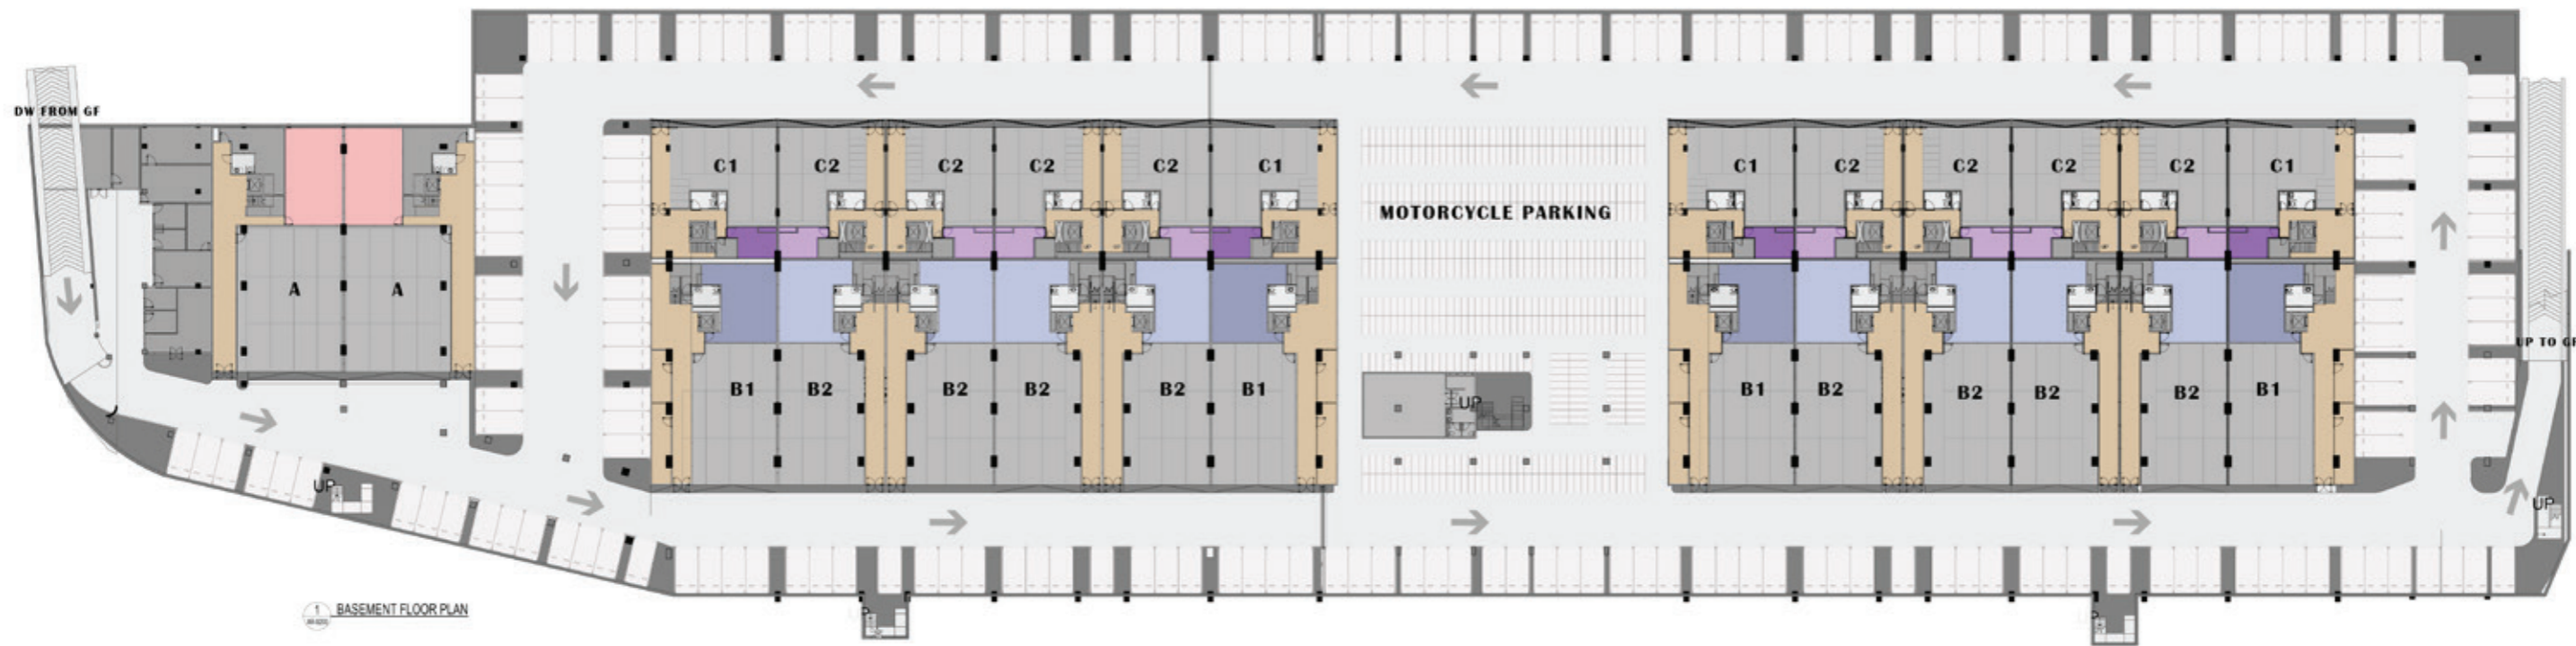 DW FROM GF
C1 C2 C2 C2 C2 C1
C1 C2 C2 C2 C2 C1
MOTORCYCLE PARKING
A A
UP TO GF
B1 B2 B2 B2 B2 B1
B1 B2 B2 B2 B2 B1
UP
UP
UP
1 BASEMENT FLOOR PLAN